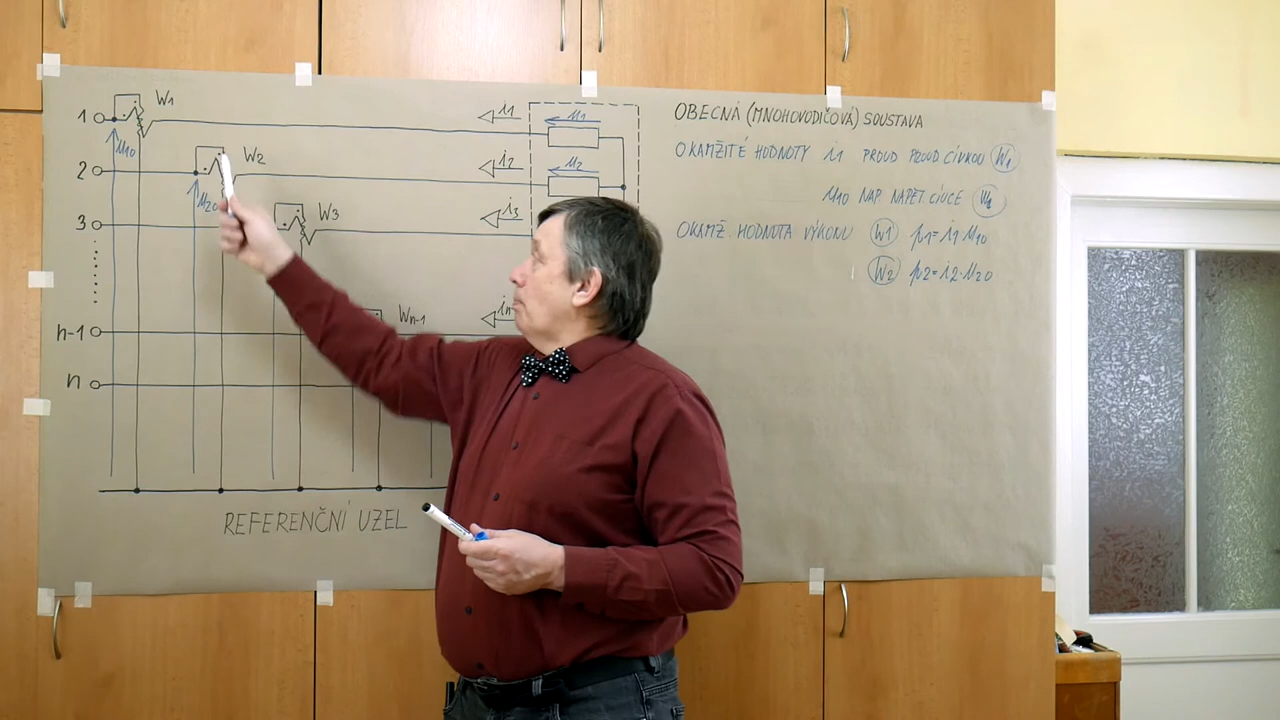 1 W1 i1 u1
u10
2 W2 i2 u2
u20
3 W3 i3
n-1 Wn-1 in
n
REFERENČNÍ UZEL
OBECNÁ (MNOHOVODIČOVÁ) SOUSTAVA
OKAMŽITÉ HODNOTY i1 PROUD PROUD CÍVKOU W1
u10 NAP NAPĚT CÍVCE W1
OKAMŽ. HODNOTA VÝKONU W1 p1=i1 u10
W2 p2=i2·u20